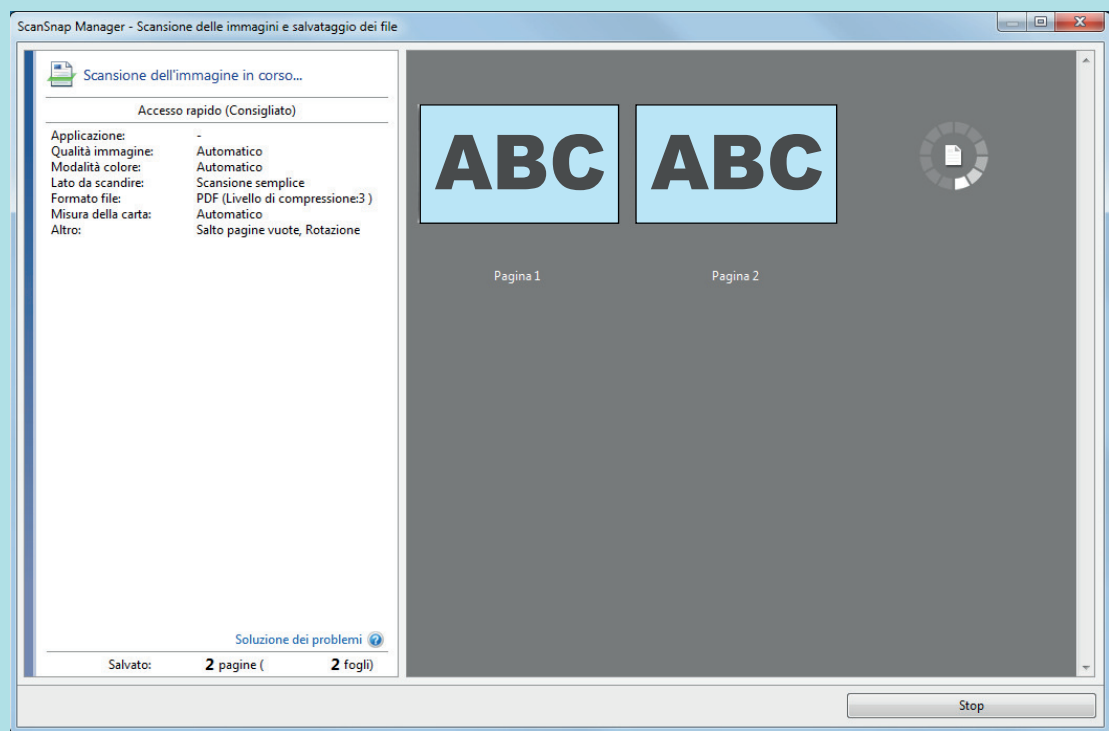 ScanSnap Manager - Scansione delle immagini e salvataggio dei file
Scansione dell'immagine in corso...
Accesso rapido (Consigliato)
Applicazione: -
Qualità immagine: Automatico
Modalità colore: Automatico
Lato da scandire: Scansione semplice
Formato file: PDF (Livello di compressione:3 )
Misura della carta: Automatico
Altro: Salto pagine vuote, Rotazione
ABC ABC
Pagina 1 Pagina 2
Soluzione dei problemi ?
Salvato: 2 pagine ( 2 fogli)
Stop